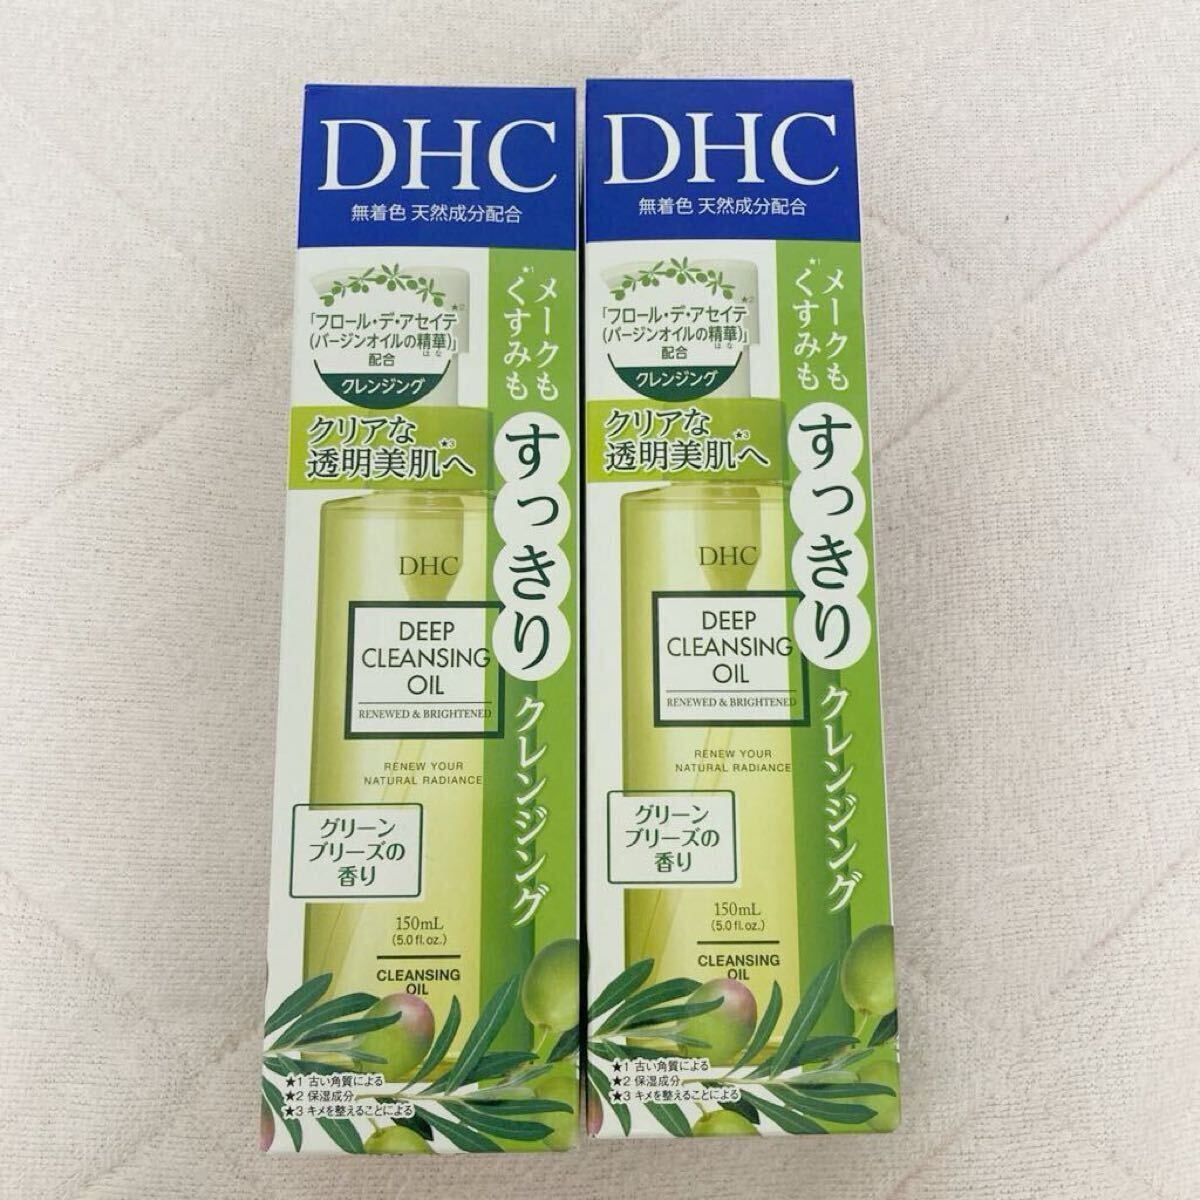 DHC
無着色 天然成分配合
「フロール・デ・アセイテ★2
(バージンオイルの精華)」
はな
配合
クレンジング
メークも
★1くすみも
すっきり
クレンジング
クリアな
透明美肌へ★3
DHC
DEEP
CLEANSING
OIL
RENEWED & BRIGHTENED
RENEW YOUR
NATURAL RADIANCE
グリーン
ブリーズの
香り
150mL
(5.0 fl. oz.)
CLEANSING
OIL
★1 古い角質による
★2 保湿成分
★3 キメを整えることによる
DHC
無着色 天然成分配合
「フロール・デ・アセイテ★2
(バージンオイルの精華)」
はな
配合
クレンジング
メークも
★1くすみも
すっきり
クレンジング
クリアな
透明美肌へ★3
DHC
DEEP
CLEANSING
OIL
RENEWED & BRIGHTENED
RENEW YOUR
NATURAL RADIANCE
グリーン
ブリーズの
香り
150mL
(5.0 fl. oz.)
CLEANSING
OIL
★1 古い角質による
★2 保湿成分
★3 キメを整えることによる